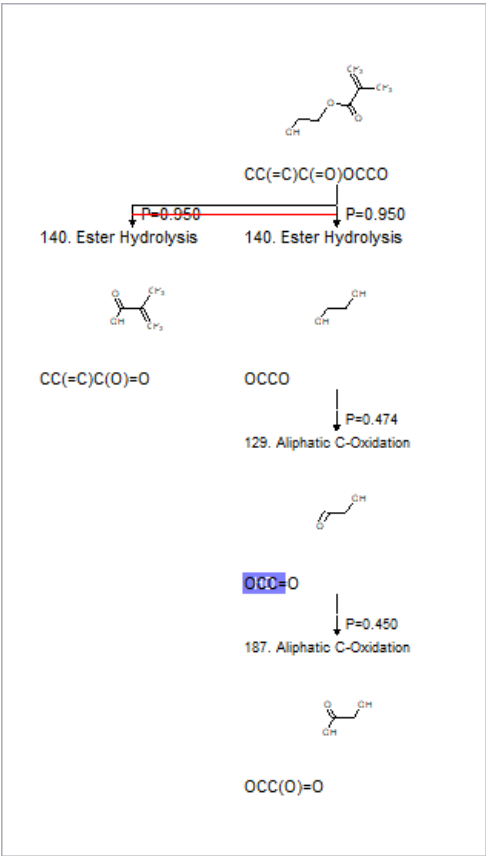 CH₂
CH₃
O
O
OH
CC(=C)C(=O)OCCO
P=0.950 P=0.950
140. Ester Hydrolysis 140. Ester Hydrolysis
O CH₃ OH
OH CH₂ OH
CC(=C)C(O)=O OCCO
P=0.474
129. Aliphatic C-Oxidation
OH
O
OCC=O
P=0.450
187. Aliphatic C-Oxidation
O OH
OH
OCC(O)=O